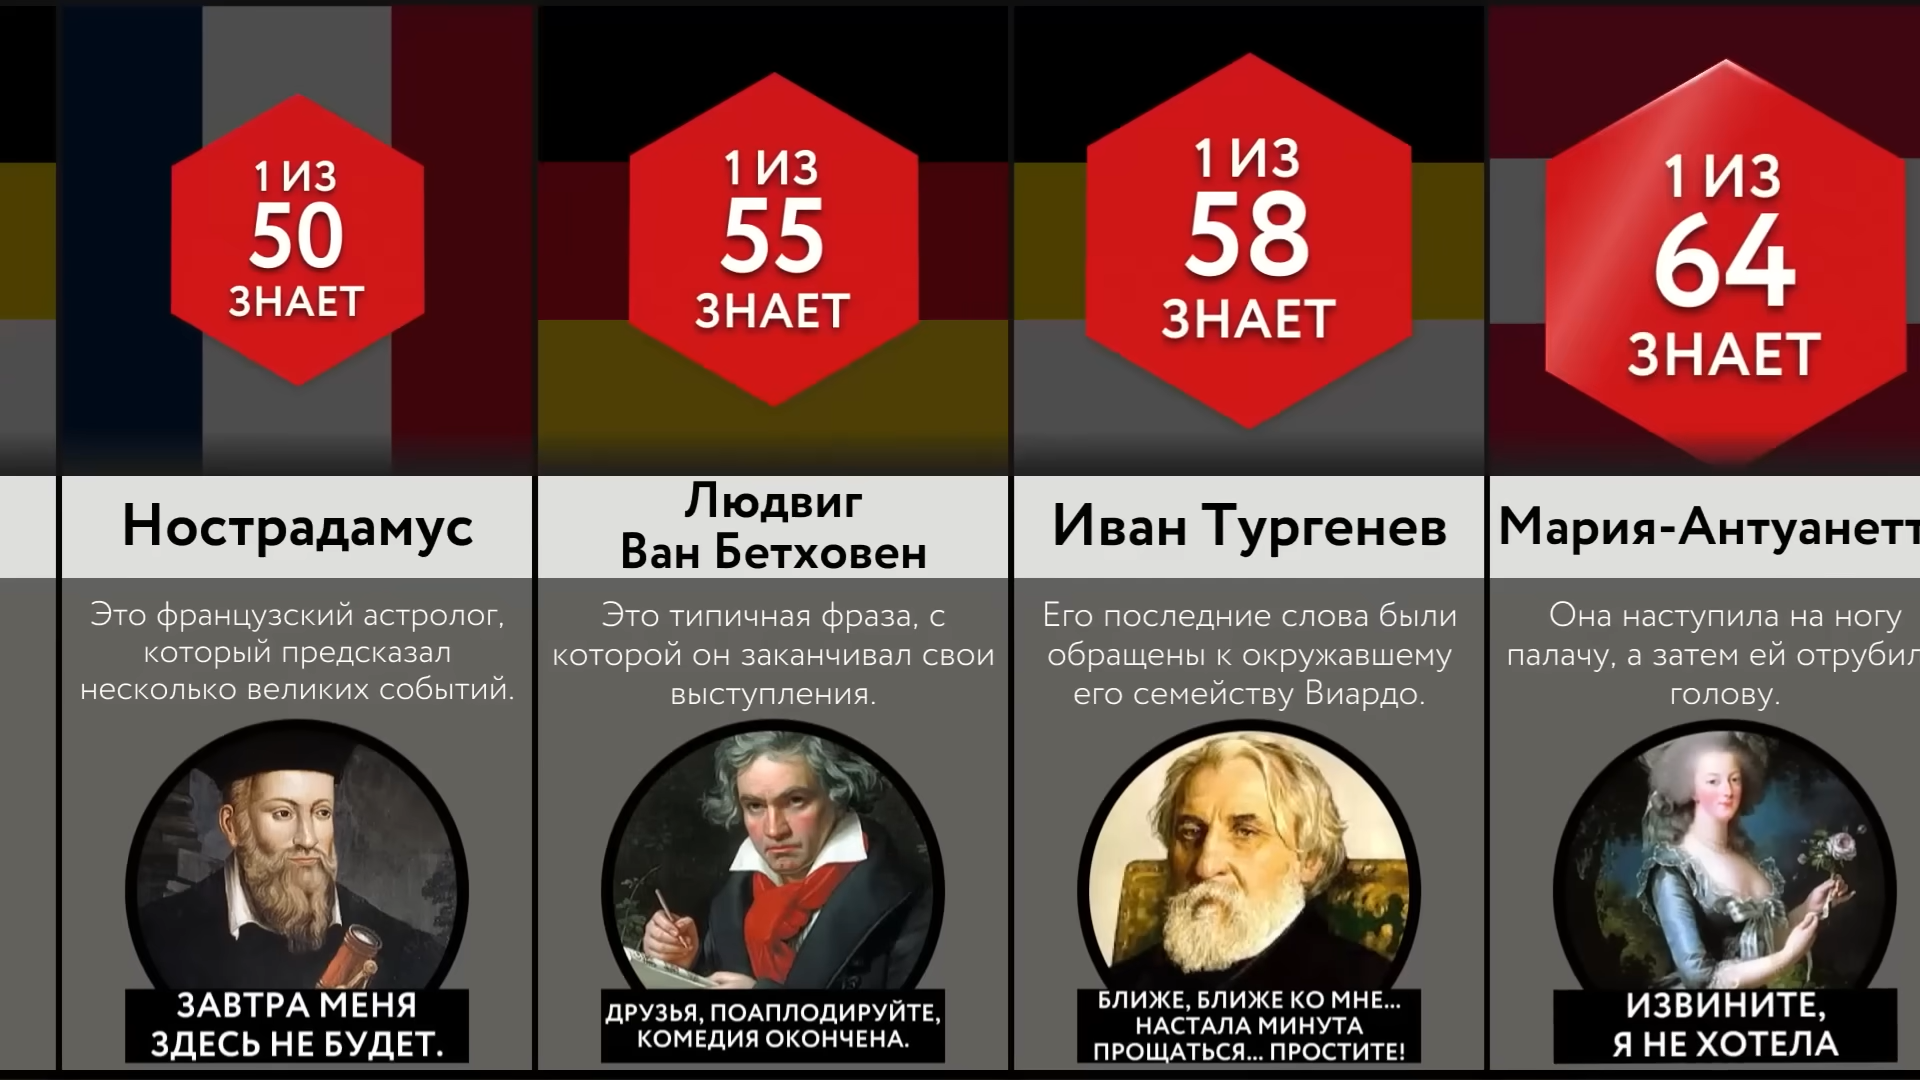 1 ИЗ
50
ЗНАЕТ
Нострадамус
Это французский астролог,
который предсказал
несколько великих событий.
ЗАВТРА МЕНЯ
ЗДЕСЬ НЕ БУДЕТ.
1 ИЗ
55
ЗНАЕТ
Людвиг
Ван Бетховен
Это типичная фраза, с
которой он заканчивал свои
выступления.
ДРУЗЬЯ, ПОАПЛОДИРУЙТЕ,
КОМЕДИЯ ОКОНЧЕНА.
1 ИЗ
58
ЗНАЕТ
Иван Тургенев
Его последние слова были
обращены к окружавшему
его семейству Виардо.
БЛИЖЕ, БЛИЖЕ КО МНЕ...
НАСТАЛА МИНУТА
ПРОЩАТЬСЯ... ПРОСТИТЕ!
1 ИЗ
64
ЗНАЕТ
Мария-Антуанетт
Она наступила на ногу
палачу, а затем ей отрубил
голову.
ИЗВИНИТЕ,
Я НЕ ХОТЕЛА